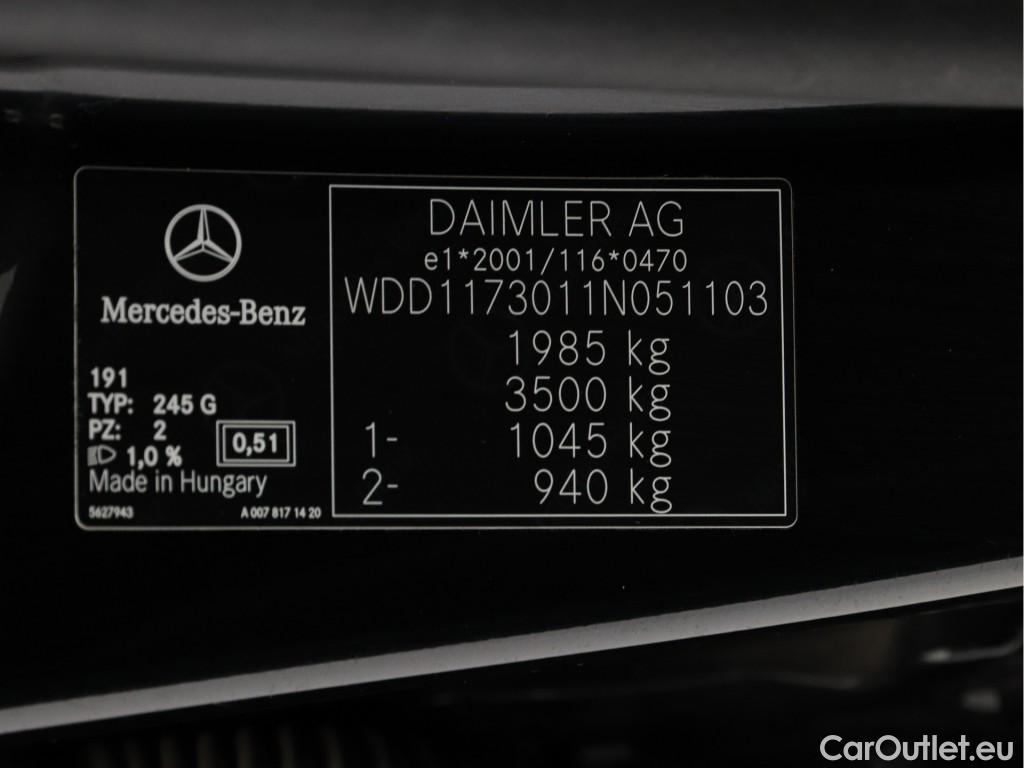 Mercedes-Benz
191
TYP: 245 G
PZ: 2
1,0 %
0,51
Made in Hungary
5627943 A 007 817 14 20
DAIMLER AG
e1*2001/116*0470
WDD1173011N051103
1985 kg
3500 kg
1- 1045 kg
2- 940 kg
CarOutlet.eu